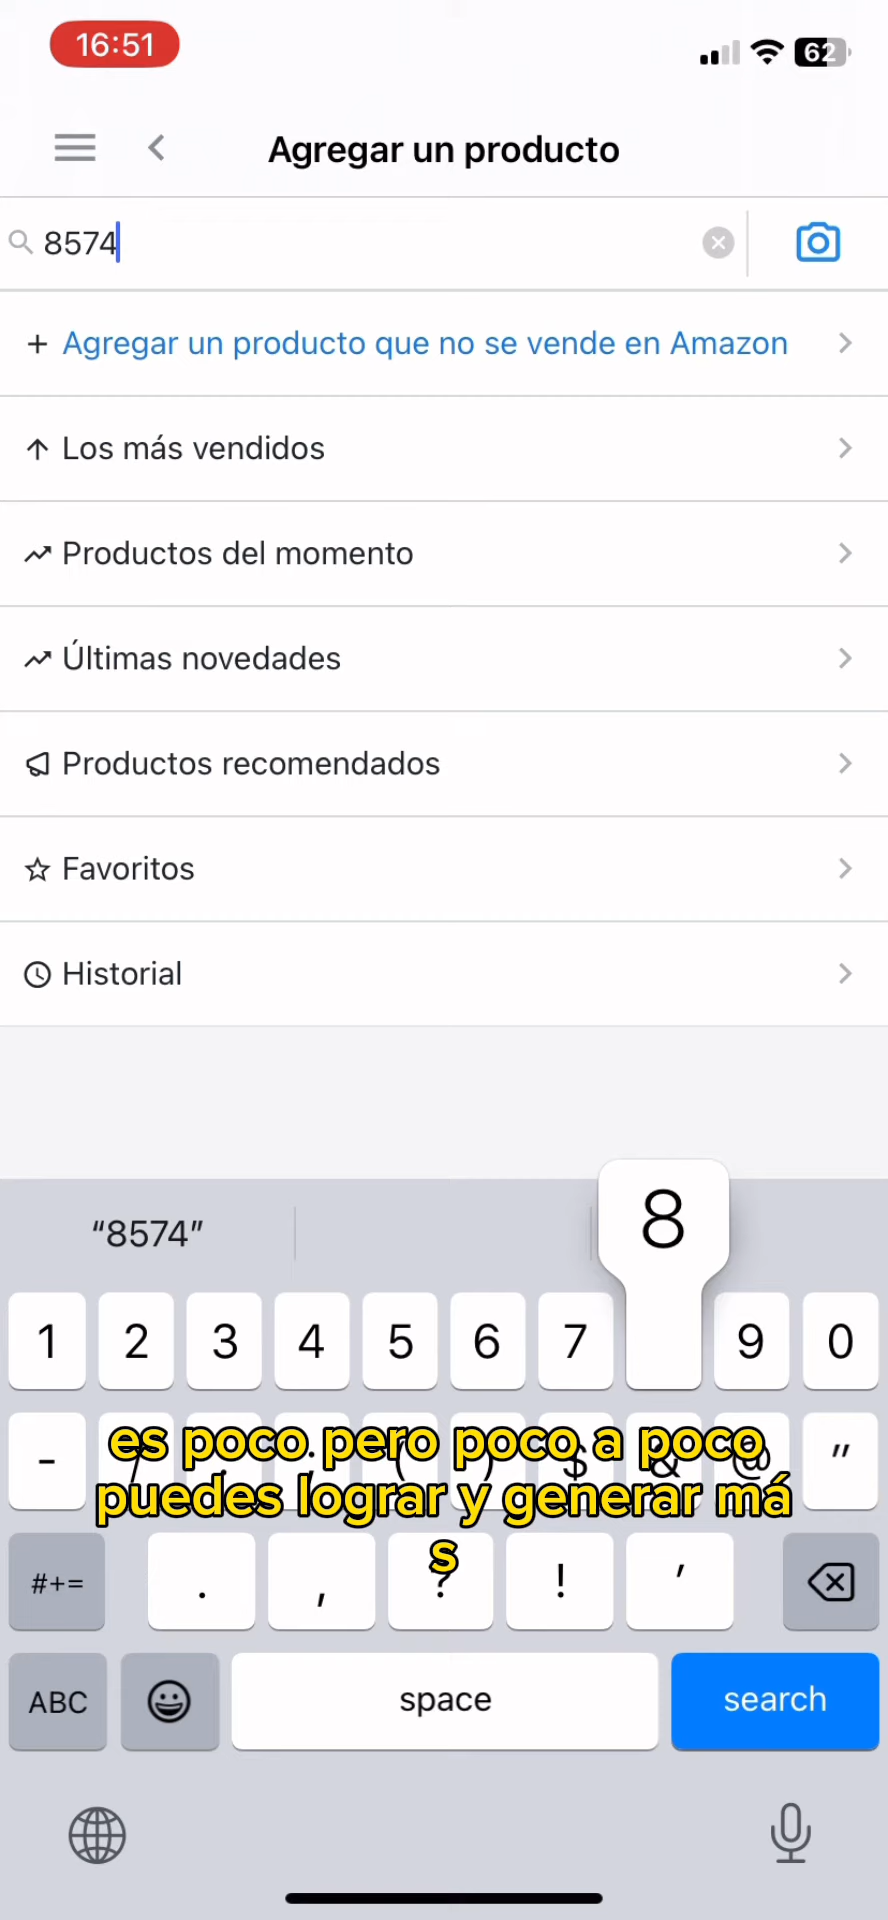 16:51
62
Agregar un producto
8574
+ Agregar un producto que no se vende en Amazon
Los más vendidos
Productos del momento
Últimas novedades
Productos recomendados
Favoritos
Historial
“8574”
8
1 2 3 4 5 6 7 9 0
- / : ; ( ) $ & @ "
es poco pero poco a poco
puedes lograr y generar má
s
#+= . , ? ! ’
ABC space search